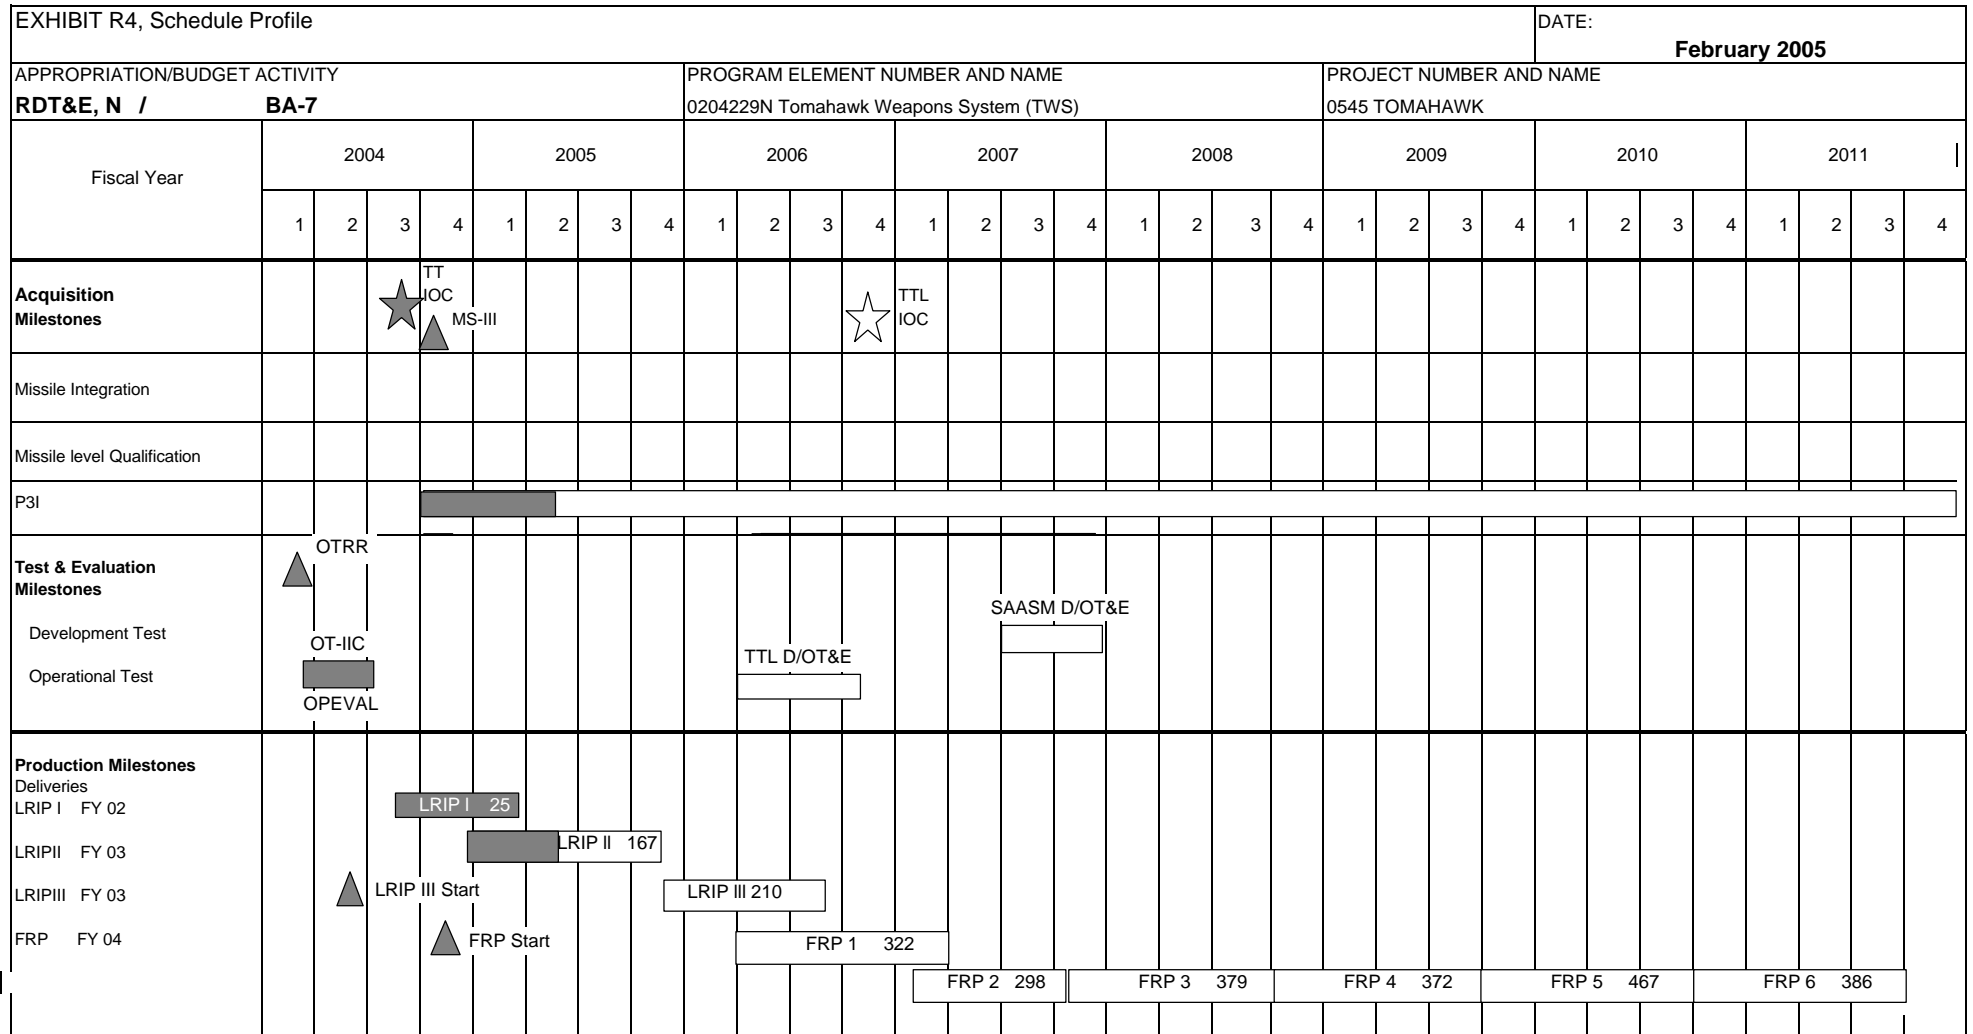 EXHIBIT R4, Schedule Profile
DATE:
February 2005
APPROPRIATION/BUDGET ACTIVITY
PROGRAM ELEMENT NUMBER AND NAME
PROJECT NUMBER AND NAME
RDT&E, N / BA-7
0204229N Tomahawk Weapons System (TWS)
0545 TOMAHAWK
Fiscal Year
2004 2005 2006 2007 2008 2009 2010 2011
1 2 3 4 1 2 3 4 1 2 3 4 1 2 3 4 1 2 3 4 1 2 3 4 1 2 3 4 1 2 3 4
Acquisition
Milestones
TT
IOC
MS-III
TTL
IOC
Missile Integration
Missile level Qualification
P3I
OTRR
Test & Evaluation
Milestones
SAASM D/OT&E
Development Test
OT-IIC
TTL D/OT&E
Operational Test
OPEVAL
Production Milestones
Deliveries
LRIP I FY 02
LRIP I 25
LRIPII FY 03
LRIP II 167
LRIPIII FY 03
LRIP III Start
LRIP III 210
FRP FY 04
FRP Start
FRP 1 322
FRP 2 298
FRP 3 379
FRP 4 372
FRP 5 467
FRP 6 386